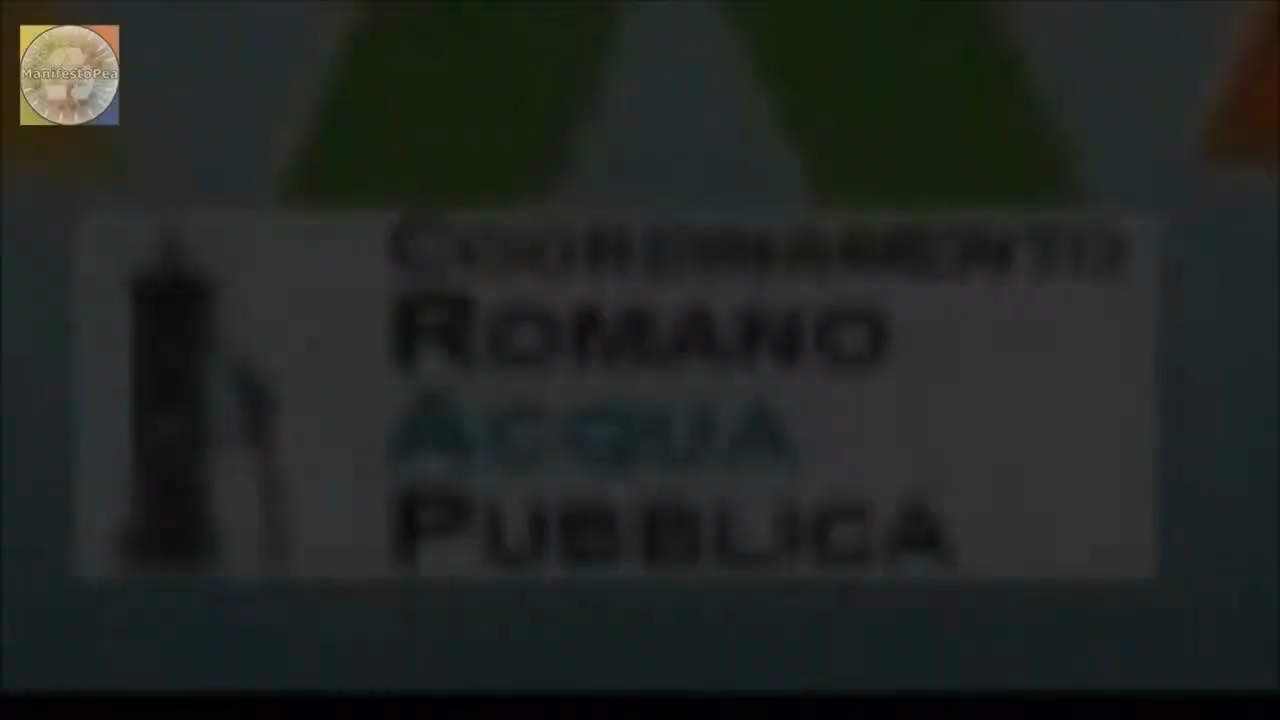 ManifestoPea
COORDINAMENTO
ROMANO
ACQUA
PUBBLICA